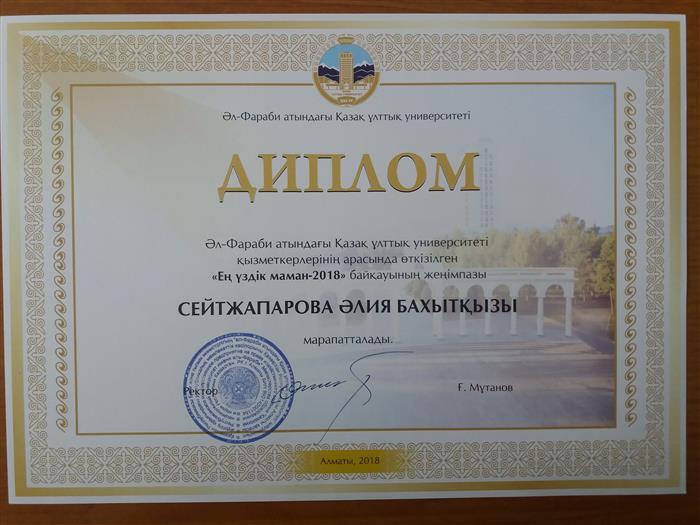 Әл-Фараби атындағы Қазақ ұлттық университеті
ДИПЛОМ
Әл-Фараби атындағы Қазақ ұлттық университеті
қызметкерлерінің арасында өткізілген
«Ең үздік маман-2018» байқауының жеңімпазы
СЕЙТЖАПАРОВА ӘЛИЯ БАХЫТҚЫЗЫ
марапатталады.
Ректор
Ғ. Мұтанов
Алматы, 2018